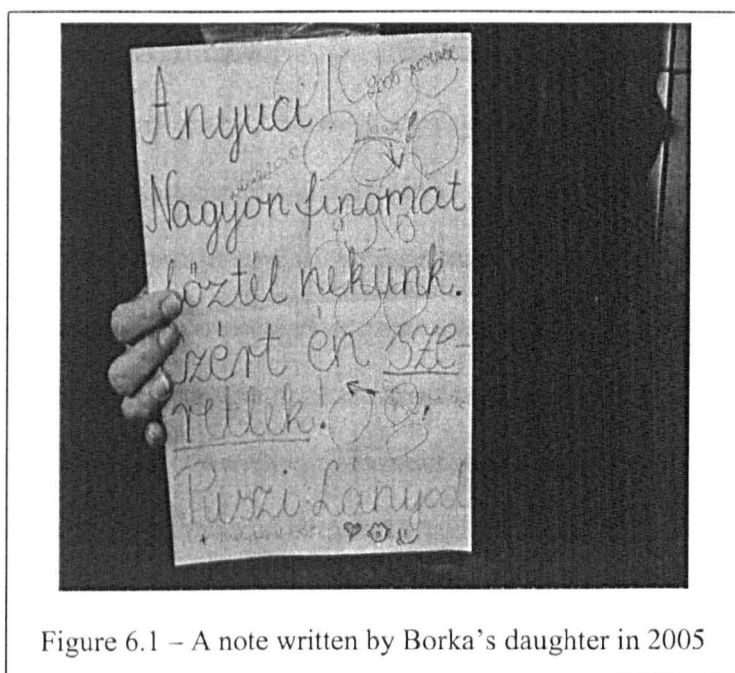 Anyuci!
Nagyon finomat
főztél nekünk.
zért én sze-
retlek!
Puszi: Lányod
Figure 6.1 – A note written by Borka's daughter in 2005